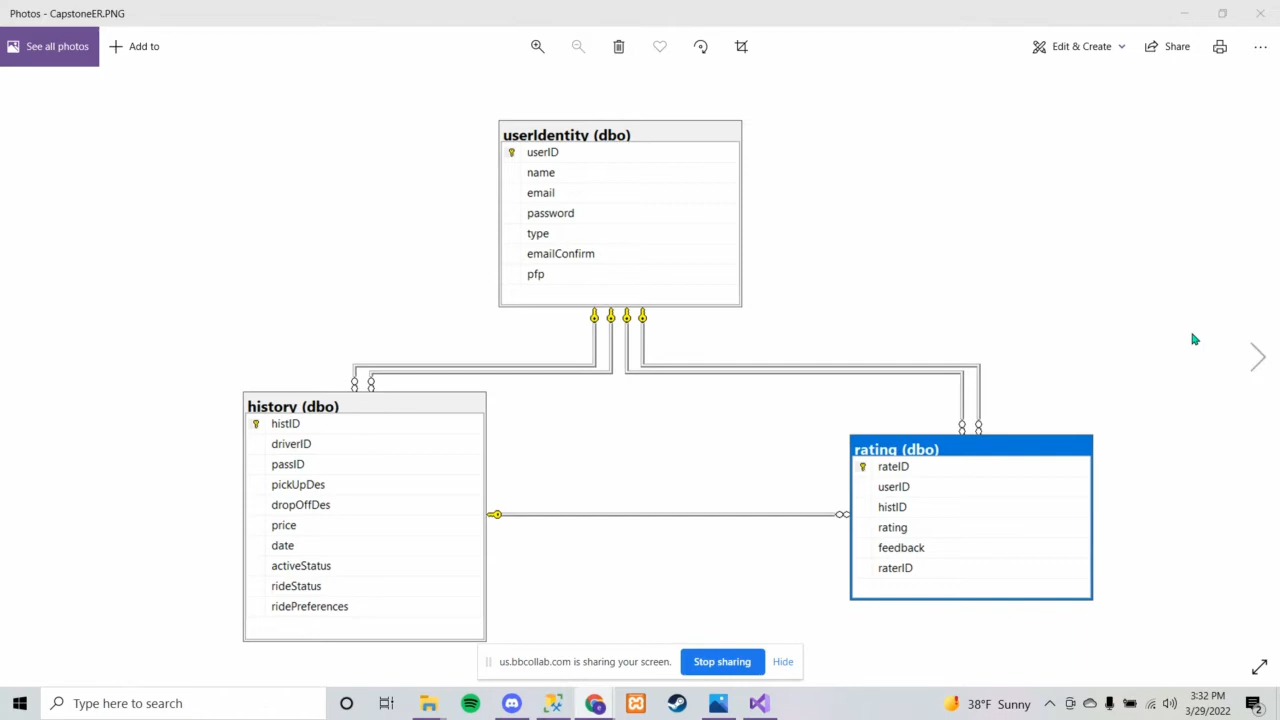 Photos - CapstoneER.PNG
See all photos
Add to
Edit & Create
Share
userIdentity (dbo)
userID
name
email
password
type
emailConfirm
pfp
history (dbo)
histID
driverID
passID
pickUpDes
dropOffDes
price
date
activeStatus
rideStatus
ridePreferences
rating (dbo)
rateID
userID
histID
rating
feedback
raterID
us.bbcollab.com is sharing your screen.
Stop sharing
Hide
Type here to search
38°F Sunny
3:32 PM
3/29/2022
2